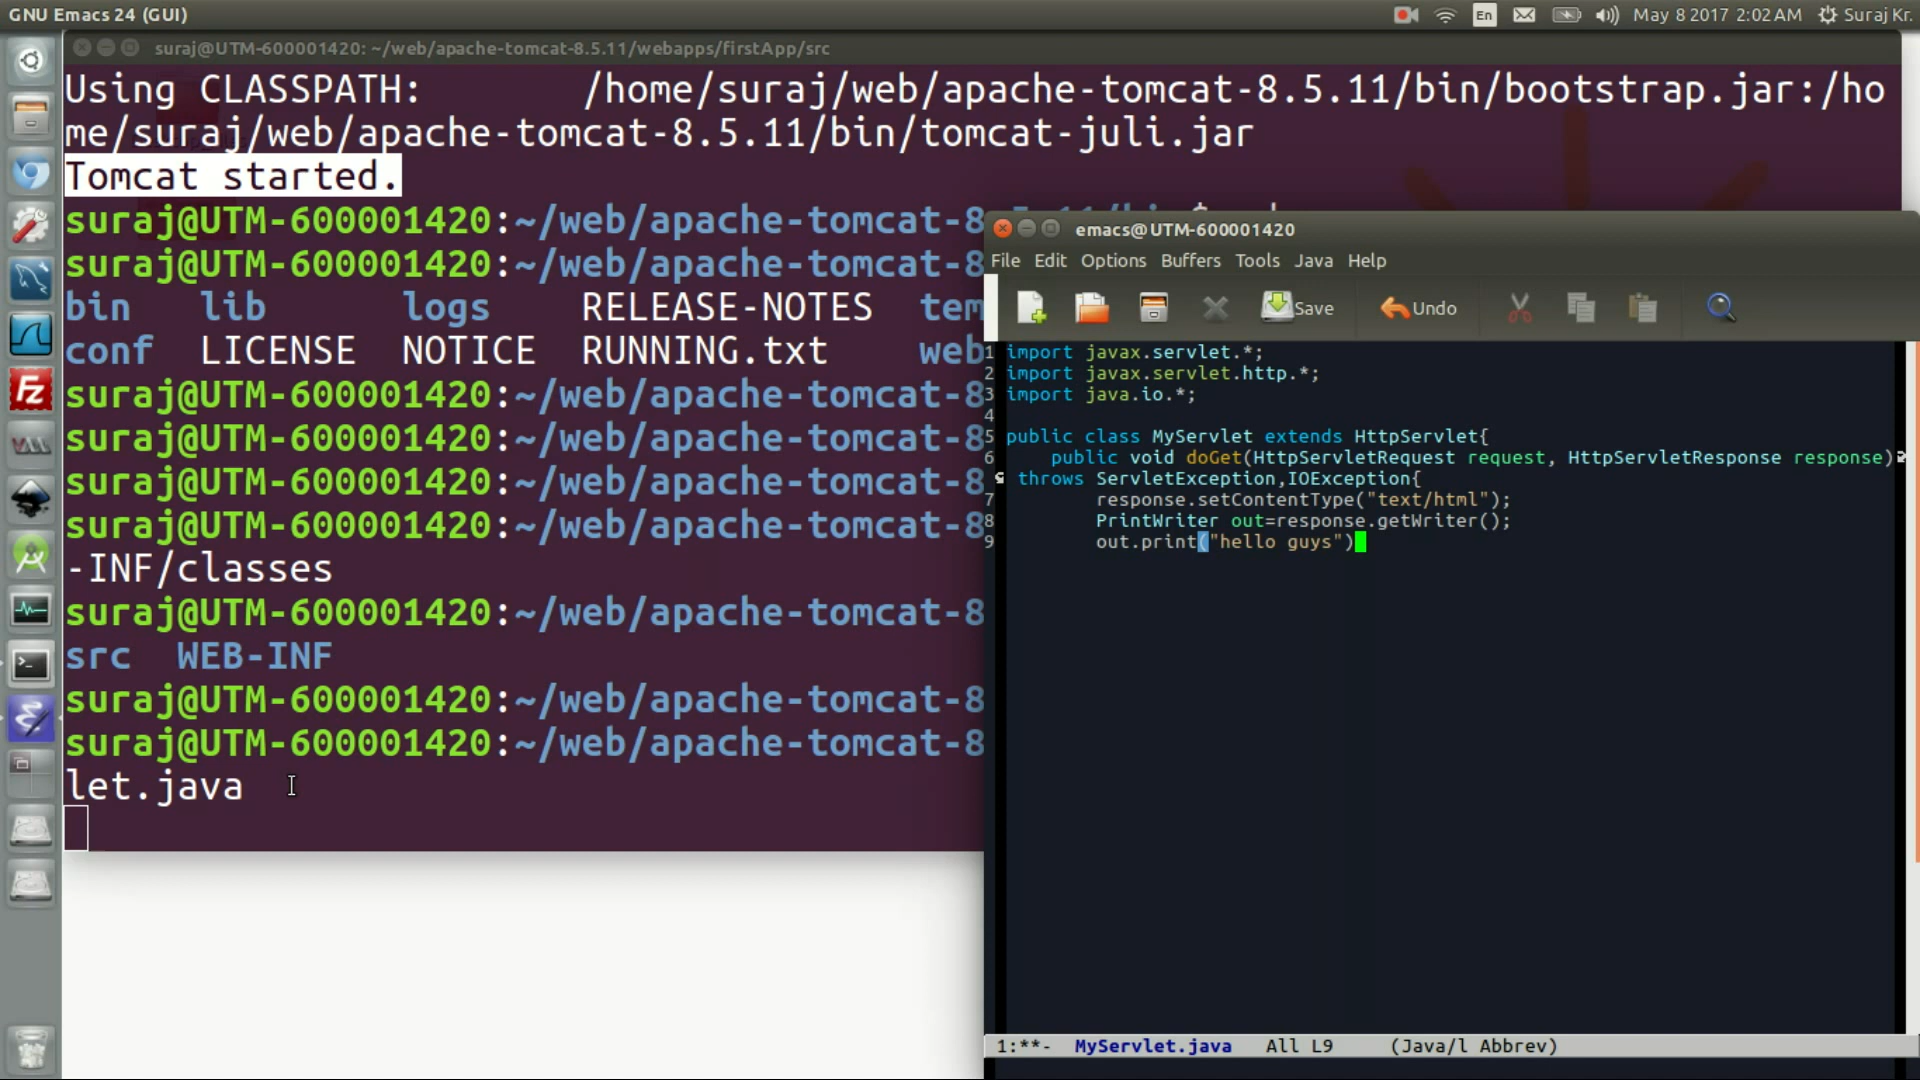 GNU Emacs 24 (GUI)
En
May 8 2017 2:02 AM
Suraj Kr.
suraj@UTM-600001420: ~/web/apache-tomcat-8.5.11/webapps/firstApp/src
Using CLASSPATH: /home/suraj/web/apache-tomcat-8.5.11/bin/bootstrap.jar:/ho
me/suraj/web/apache-tomcat-8.5.11/bin/tomcat-juli.jar
Tomcat started.
suraj@UTM-600001420:~/web/apache-tomcat-8
suraj@UTM-600001420:~/web/apache-tomcat-8
bin lib logs RELEASE-NOTES tem
conf LICENSE NOTICE RUNNING.txt web
suraj@UTM-600001420:~/web/apache-tomcat-8
suraj@UTM-600001420:~/web/apache-tomcat-8
suraj@UTM-600001420:~/web/apache-tomcat-8
suraj@UTM-600001420:~/web/apache-tomcat-8
-INF/classes
suraj@UTM-600001420:~/web/apache-tomcat-8
src WEB-INF
suraj@UTM-600001420:~/web/apache-tomcat-8
suraj@UTM-600001420:~/web/apache-tomcat-8
let.java
emacs@UTM-600001420
File Edit Options Buffers Tools Java Help
Save Undo
1 import javax.servlet.*;
2 import javax.servlet.http.*;
3 import java.io.*;
4
5 public class MyServlet extends HttpServlet{
6 public void doGet(HttpServletRequest request, HttpServletResponse response)
throws ServletException,IOException{
7 response.setContentType("text/html");
8 PrintWriter out=response.getWriter();
9 out.print("hello guys")
1:**- MyServlet.java All L9 (Java/l Abbrev)
Fz